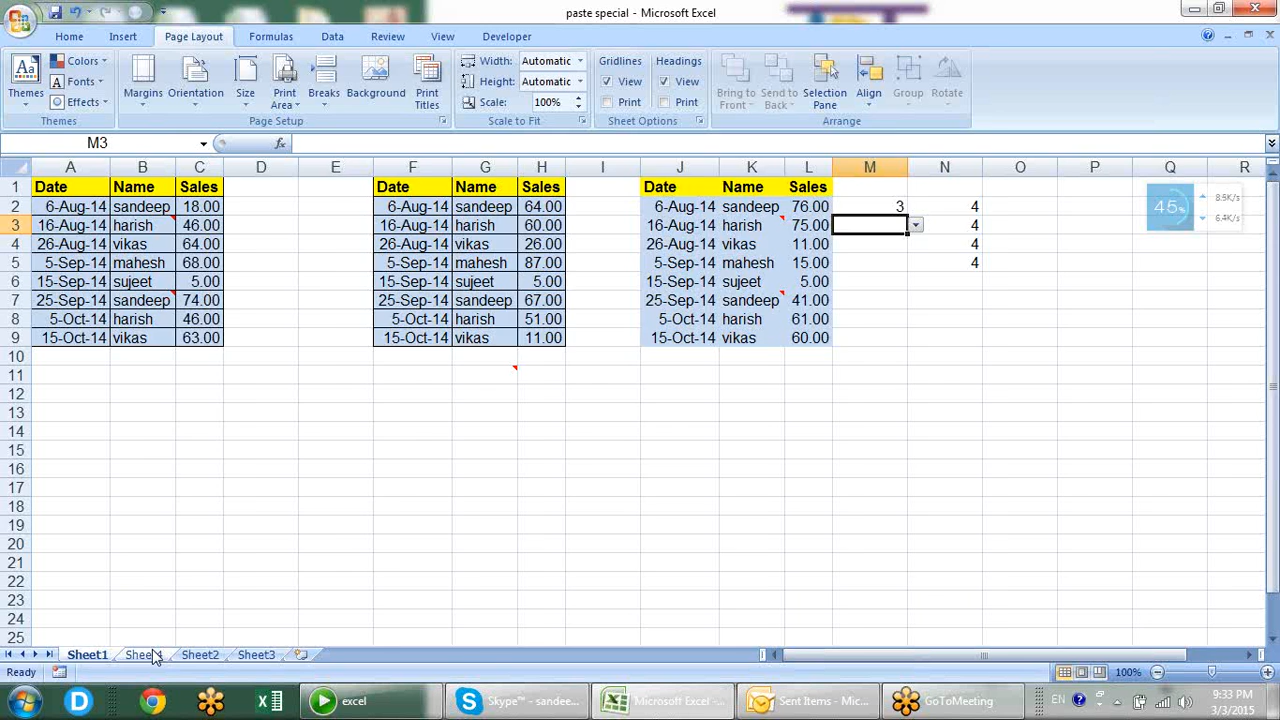 paste special - Microsoft Excel
Home Insert Page Layout Formulas Data Review View Developer
Themes Colors Fonts Effects Margins Orientation Size Print Area Breaks Background Print Titles Width: Automatic Height: Automatic Scale: 100% Gridlines View Print Headings View Print Bring to Front Send to Back Selection Pane Align Group Rotate
Themes Page Setup Scale to Fit Sheet Options Arrange
M3 fx
A B C D E F G H I J K L M N O P Q R
1 Date Name Sales Date Name Sales Date Name Sales
2 6-Aug-14 sandeep 18.00 6-Aug-14 sandeep 64.00 6-Aug-14 sandeep 76.00 3 4
3 16-Aug-14 harish 46.00 16-Aug-14 harish 60.00 16-Aug-14 harish 75.00 4
4 26-Aug-14 vikas 64.00 26-Aug-14 vikas 26.00 26-Aug-14 vikas 11.00 4
5 5-Sep-14 mahesh 68.00 5-Sep-14 mahesh 87.00 5-Sep-14 mahesh 15.00 4
6 15-Sep-14 sujeet 5.00 15-Sep-14 sujeet 5.00 15-Sep-14 sujeet 5.00
7 25-Sep-14 sandeep 74.00 25-Sep-14 sandeep 67.00 25-Sep-14 sandeep 41.00
8 5-Oct-14 harish 46.00 5-Oct-14 harish 51.00 5-Oct-14 harish 61.00
9 15-Oct-14 vikas 63.00 15-Oct-14 vikas 11.00 15-Oct-14 vikas 60.00
45% 8.9K/s
6.4K/s
10
11
12
13
14
15
16
17
18
19
20
21
22
23
24
25
Sheet1 Sheet2 Sheet3
Ready 100%
excel Skype™ - sandee... Microsoft Excel -... Sent Items - Mic... GoToMeeting EN 9:33 PM
3/3/2015